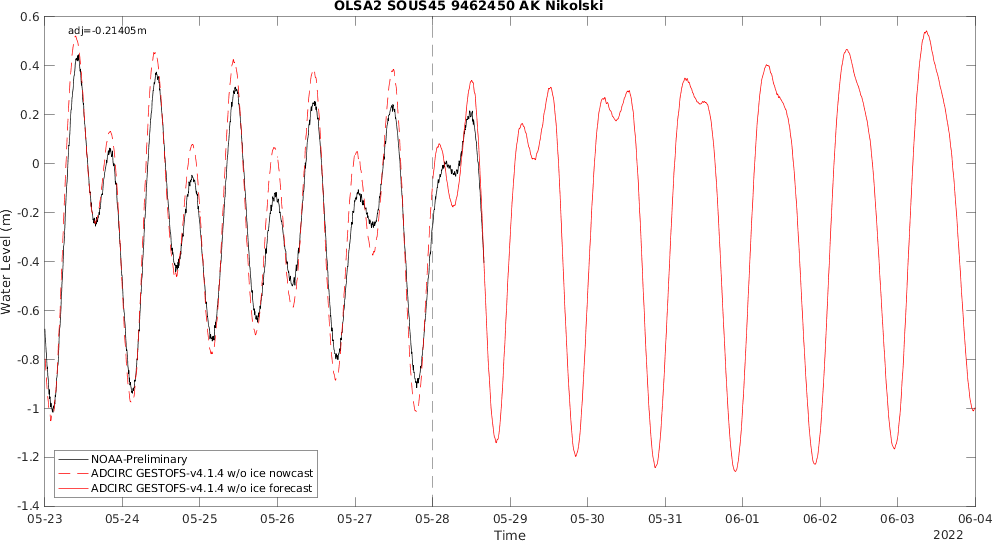 OLSA2 SOUS45 9462450 AK Nikolski
adj=-0.21405m
0.6
0.4
0.2
0
-0.2
-0.4
-0.6
-0.8
-1
-1.2
-1.4
Water Level (m)
NOAA-Preliminary
ADCIRC GESTOFS-v4.1.4 w/o ice nowcast
ADCIRC GESTOFS-v4.1.4 w/o ice forecast
05-23 05-24 05-25 05-26 05-27 05-28 05-29 05-30 05-31 06-01 06-02 06-03 06-04
Time
2022